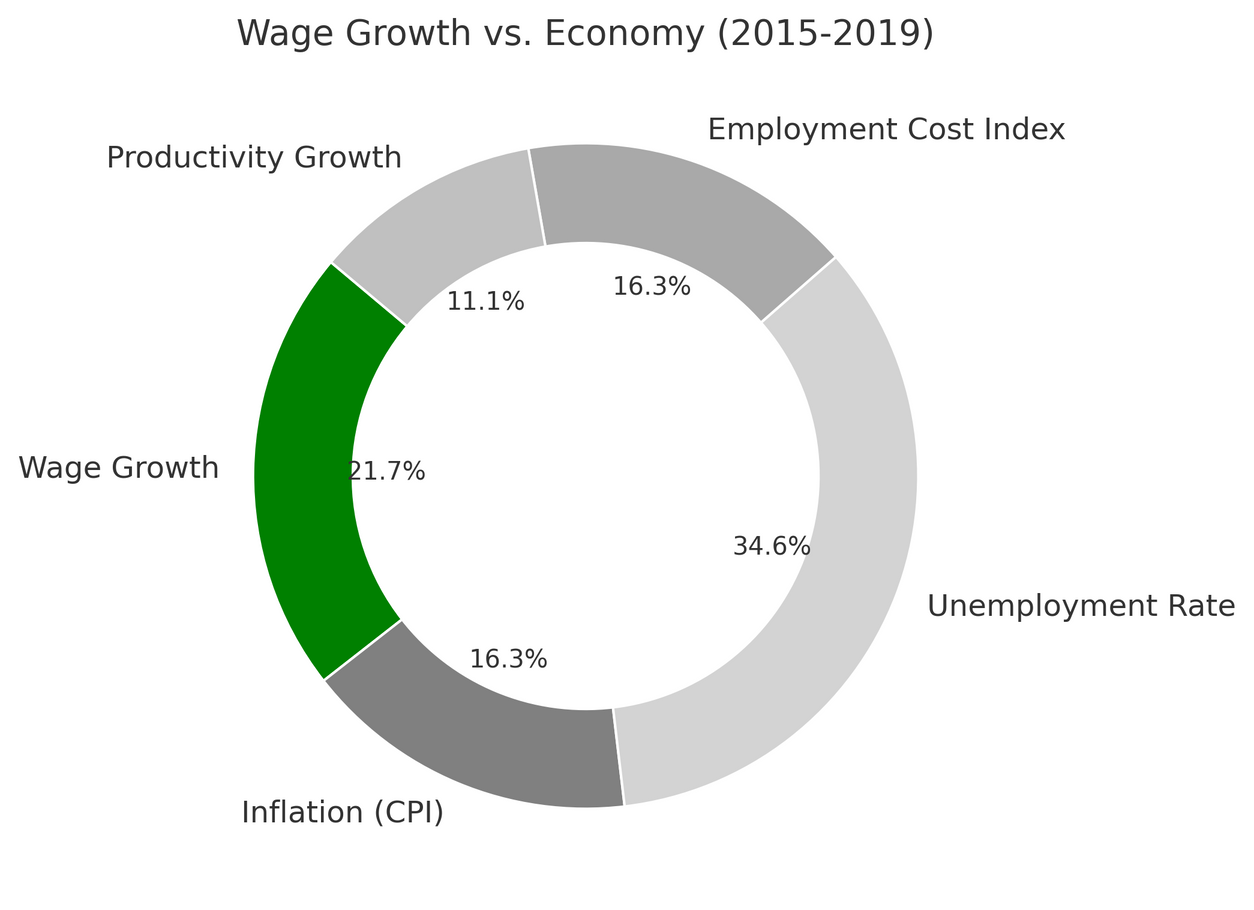 Wage Growth vs. Economy (2015-2019)
Employment Cost Index
Productivity Growth
16.3%
11.1%
Wage Growth
21.7%
34.6%
Unemployment Rate
16.3%
Inflation (CPI)